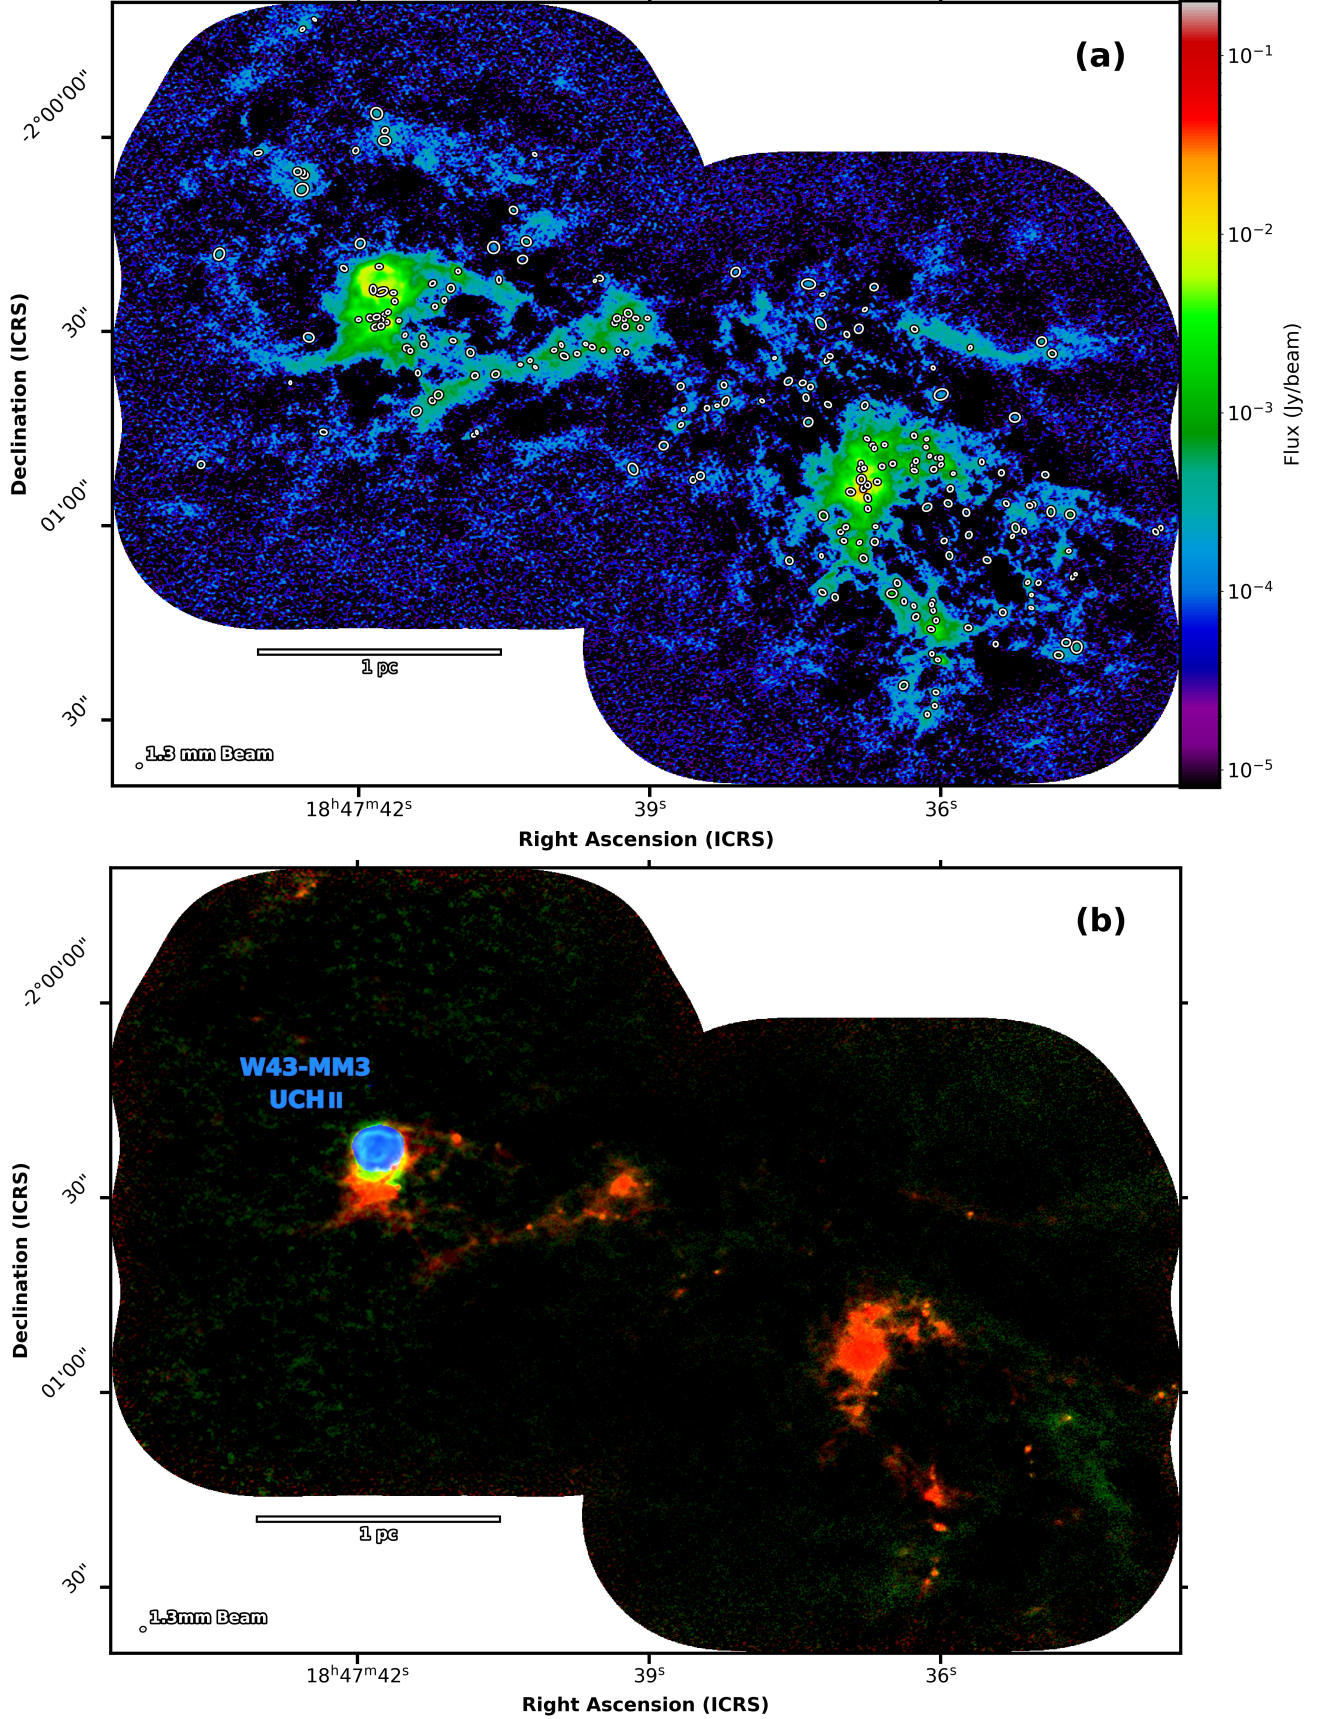 (a)
-2°00'00"
30"
01'00"
30"
Declination (ICRS)
1 pc
1.3 mm Beam
18ʰ47ᵐ42ˢ
39ˢ
36ˢ
Right Ascension (ICRS)
10⁻¹
10⁻²
10⁻³
10⁻⁴
10⁻⁵
Flux (Jy/beam)
(b)
-2°00'00"
30"
01'00"
30"
Declination (ICRS)
W43-MM3
UCHII
1 pc
1.3mm Beam
18ʰ47ᵐ42ˢ
39ˢ
36ˢ
Right Ascension (ICRS)